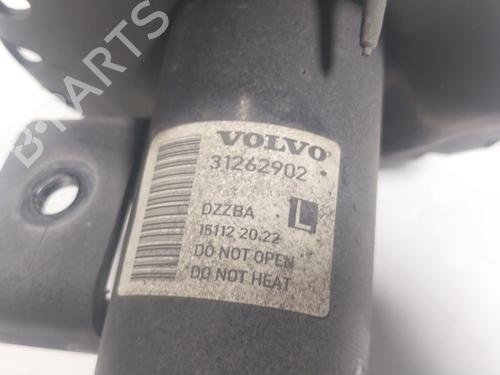 VOLVO
31262902
DZZBA L
15112 20:22
DO NOT OPEN
DO NOT HEAT
B-PARTS